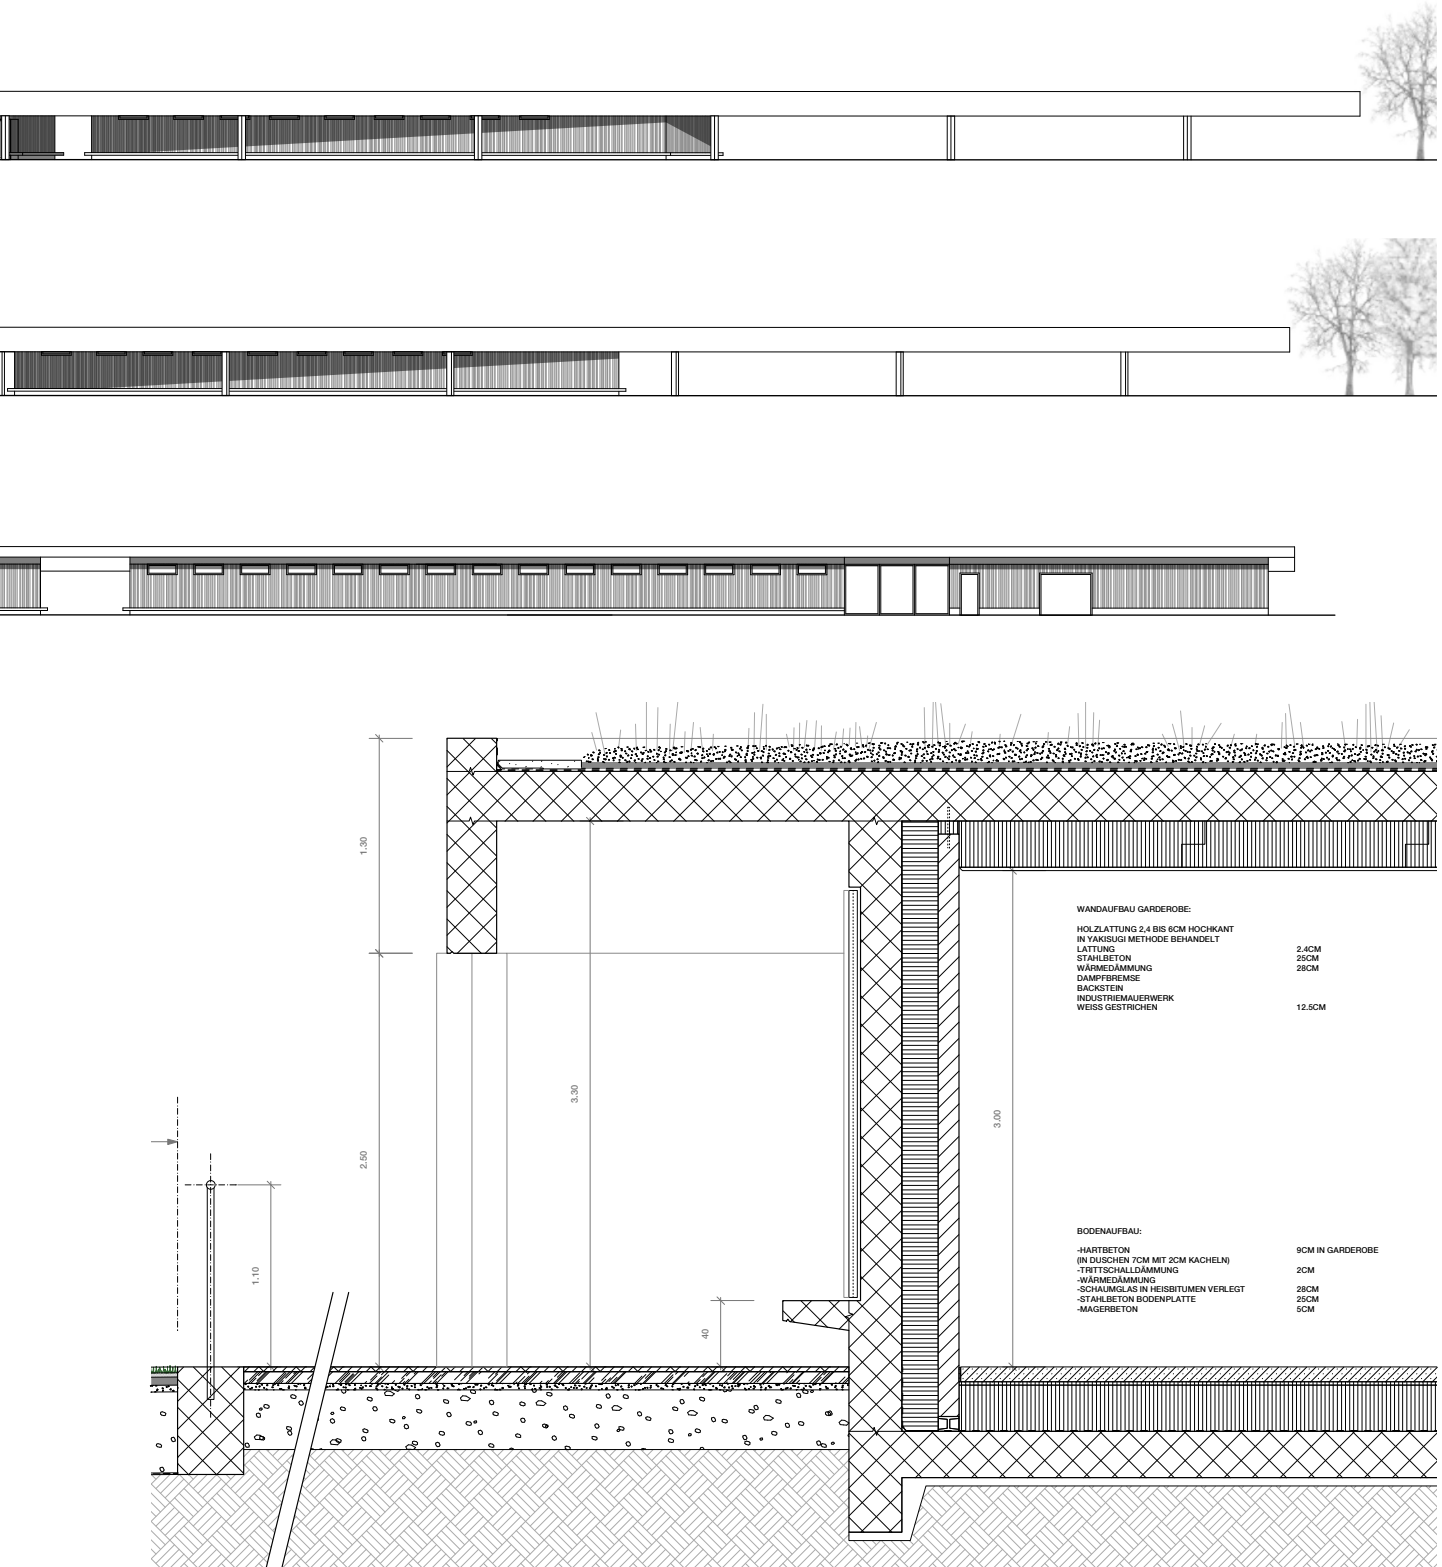 1.30
WANDAUFBAU GARDEROBE:
HOLZLATTUNG 2,4 BIS 6CM HOCHKANT
IN YAKISUGI METHODE BEHANDELT
LATTUNG 2.4CM
STAHLBETON 25CM
WÄRMEDÄMMUNG 28CM
DAMPFBREMSE
BACKSTEIN
INDUSTRIEMAUERWERK
WEISS GESTRICHEN 12.5CM
3.30
3.00
2.50
1.10
40
BODENAUFBAU:
-HARTBETON 9CM IN GARDEROBE
(IN DUSCHEN 7CM MIT 2CM KACHELN)
-TRITTSCHALLDÄMMUNG 2CM
-WÄRMEDÄMMUNG
-SCHAUMGLAS IN HEISBITUMEN VERLEGT 28CM
-STAHLBETON BODENPLATTE 25CM
-MAGERBETON 5CM